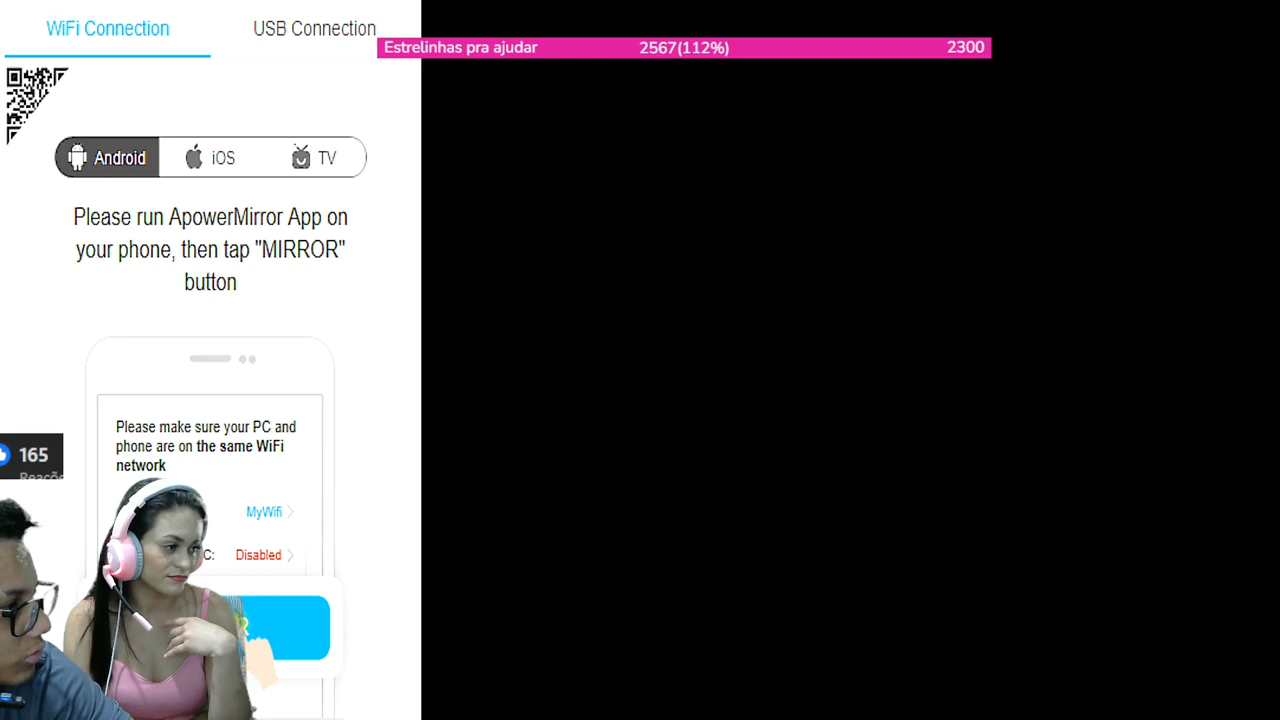 WiFi Connection
USB Connection
Estrelinhas pra ajudar 2567(112%) 2300
Android iOS TV
Please run ApowerMirror App on
your phone, then tap "MIRROR"
button
Please make sure your PC and
phone are on the same WiFi
network
165
MyWifi
C: Disabled
R